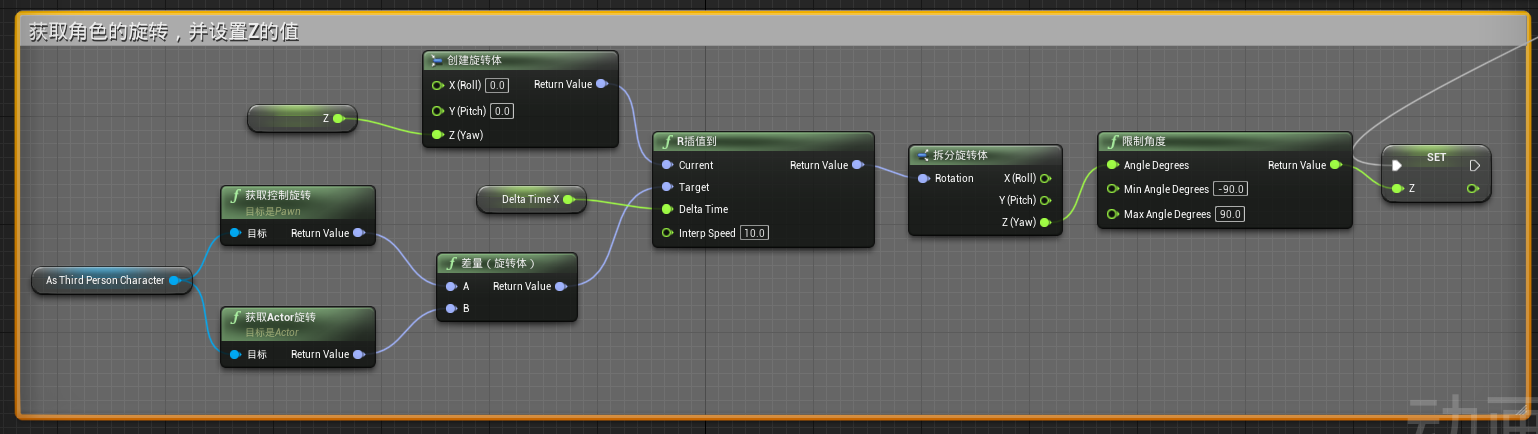 获取角色的旋转，并设置Z的值
创建旋转体
X (Roll) 0.0 Return Value
Y (Pitch) 0.0
Z (Yaw)
Z
获取控制旋转
目标是Pawn
目标 Return Value
As Third Person Character
获取Actor旋转
目标是Actor
目标 Return Value
Delta Time X
差量（旋转体）
A Return Value
B
R插值到
Current Return Value
Target
Delta Time
Interp Speed 10.0
拆分旋转体
Rotation X (Roll)
Y (Pitch)
Z (Yaw)
限制角度
Angle Degrees Return Value
Min Angle Degrees -90.0
Max Angle Degrees 90.0
SET
Z
动画